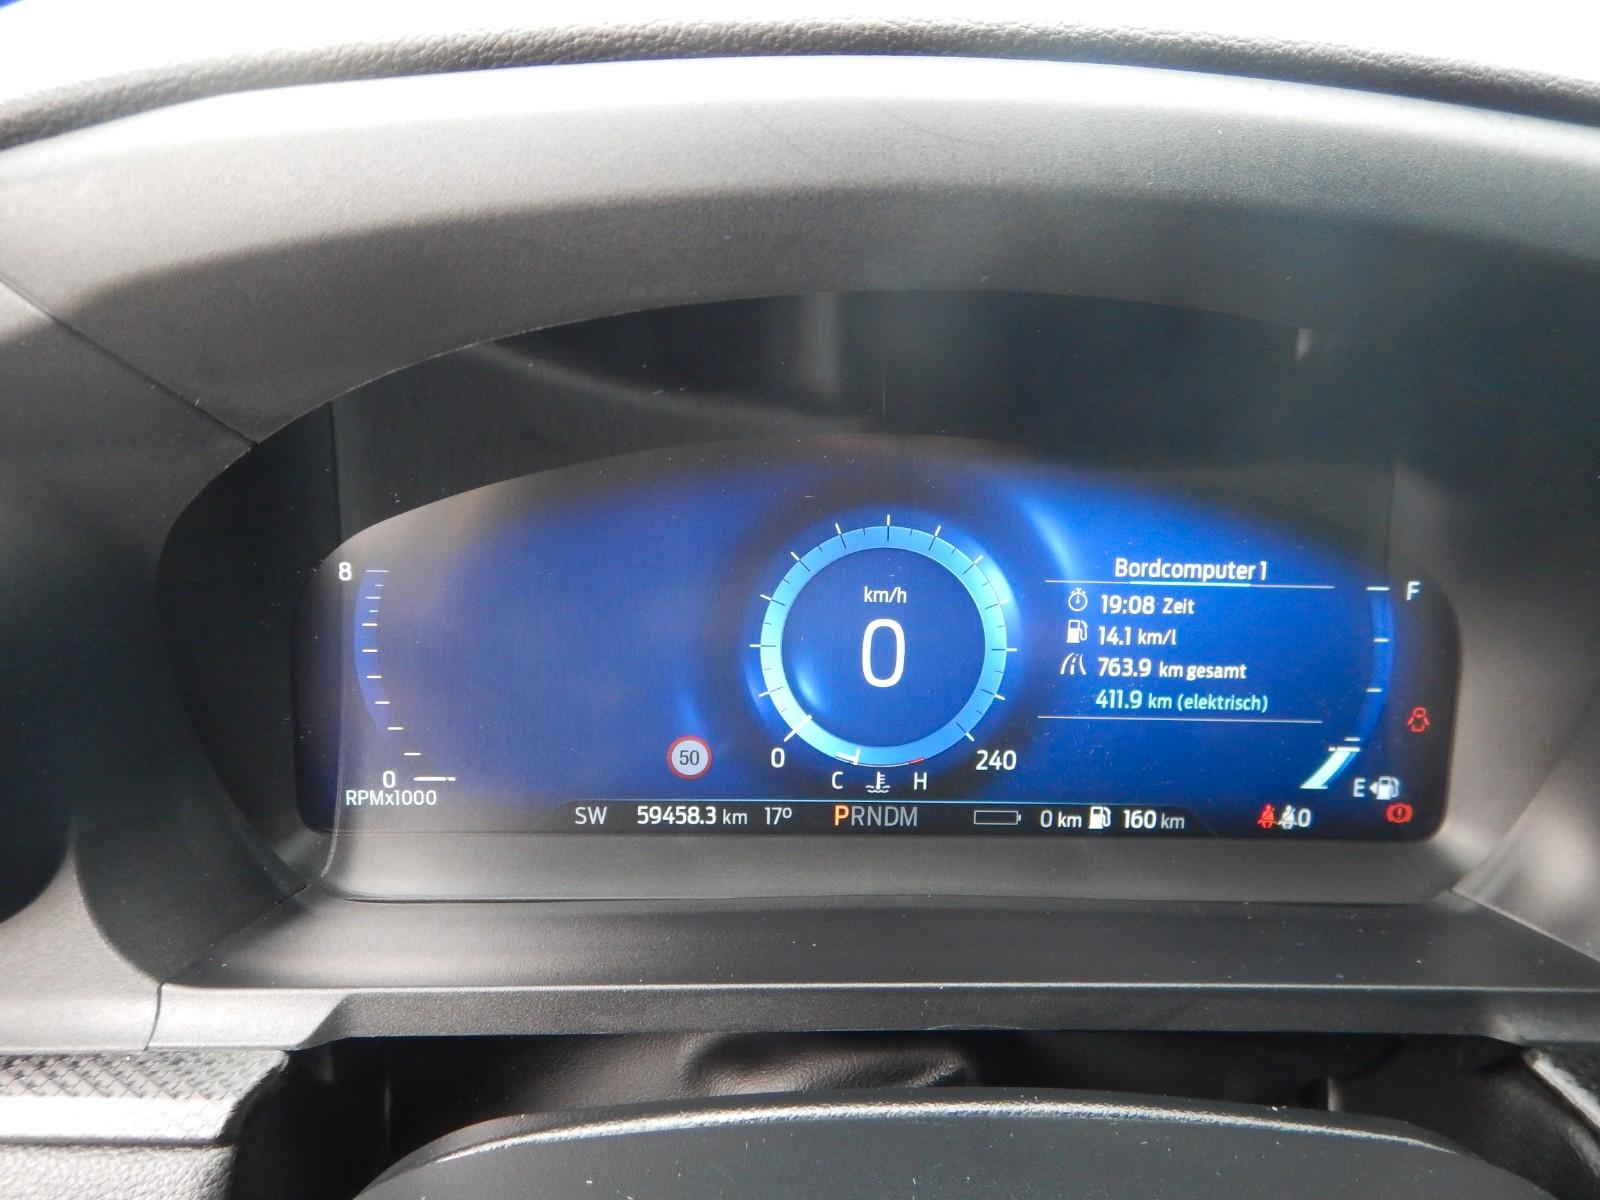 8
0
RPMx1000
50
km/h
0
0
240
C
H
Bordcomputer 1
19:08 Zeit
14.1 km/l
763.9 km gesamt
411.9 km (elektrisch)
F
E
SW 59458.3 km 17° PRNDM 0 km 160 km 0